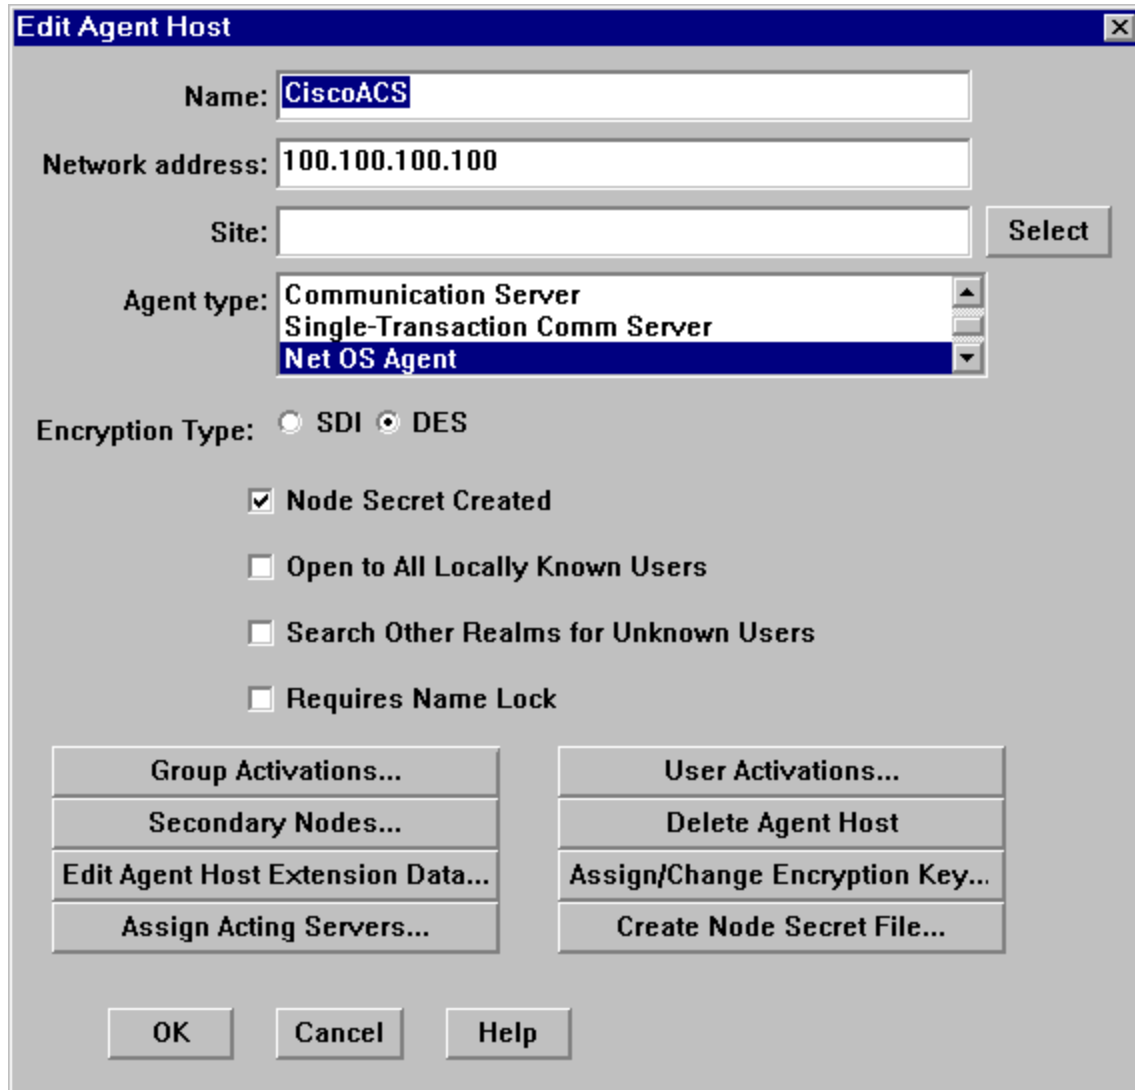 Edit Agent Host
Name: CiscoACS
Network address: 100.100.100.100
Site: Select
Agent type: Communication Server
Single-Transaction Comm Server
Net OS Agent
Encryption Type: SDI DES
Node Secret Created
Open to All Locally Known Users
Search Other Realms for Unknown Users
Requires Name Lock
Group Activations... User Activations...
Secondary Nodes... Delete Agent Host
Edit Agent Host Extension Data... Assign/Change Encryption Key...
Assign Acting Servers... Create Node Secret File...
OK Cancel Help